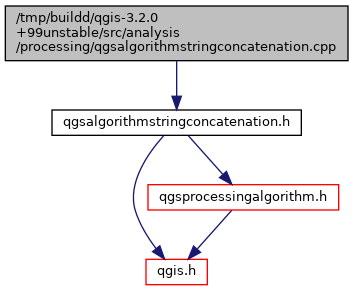 /tmp/buildd/qgis-3.2.0
+99unstable/src/analysis
/processing/qgsalgorithmstringconcatenation.cpp
qgsalgorithmstringconcatenation.h
qgsprocessingalgorithm.h
qgis.h